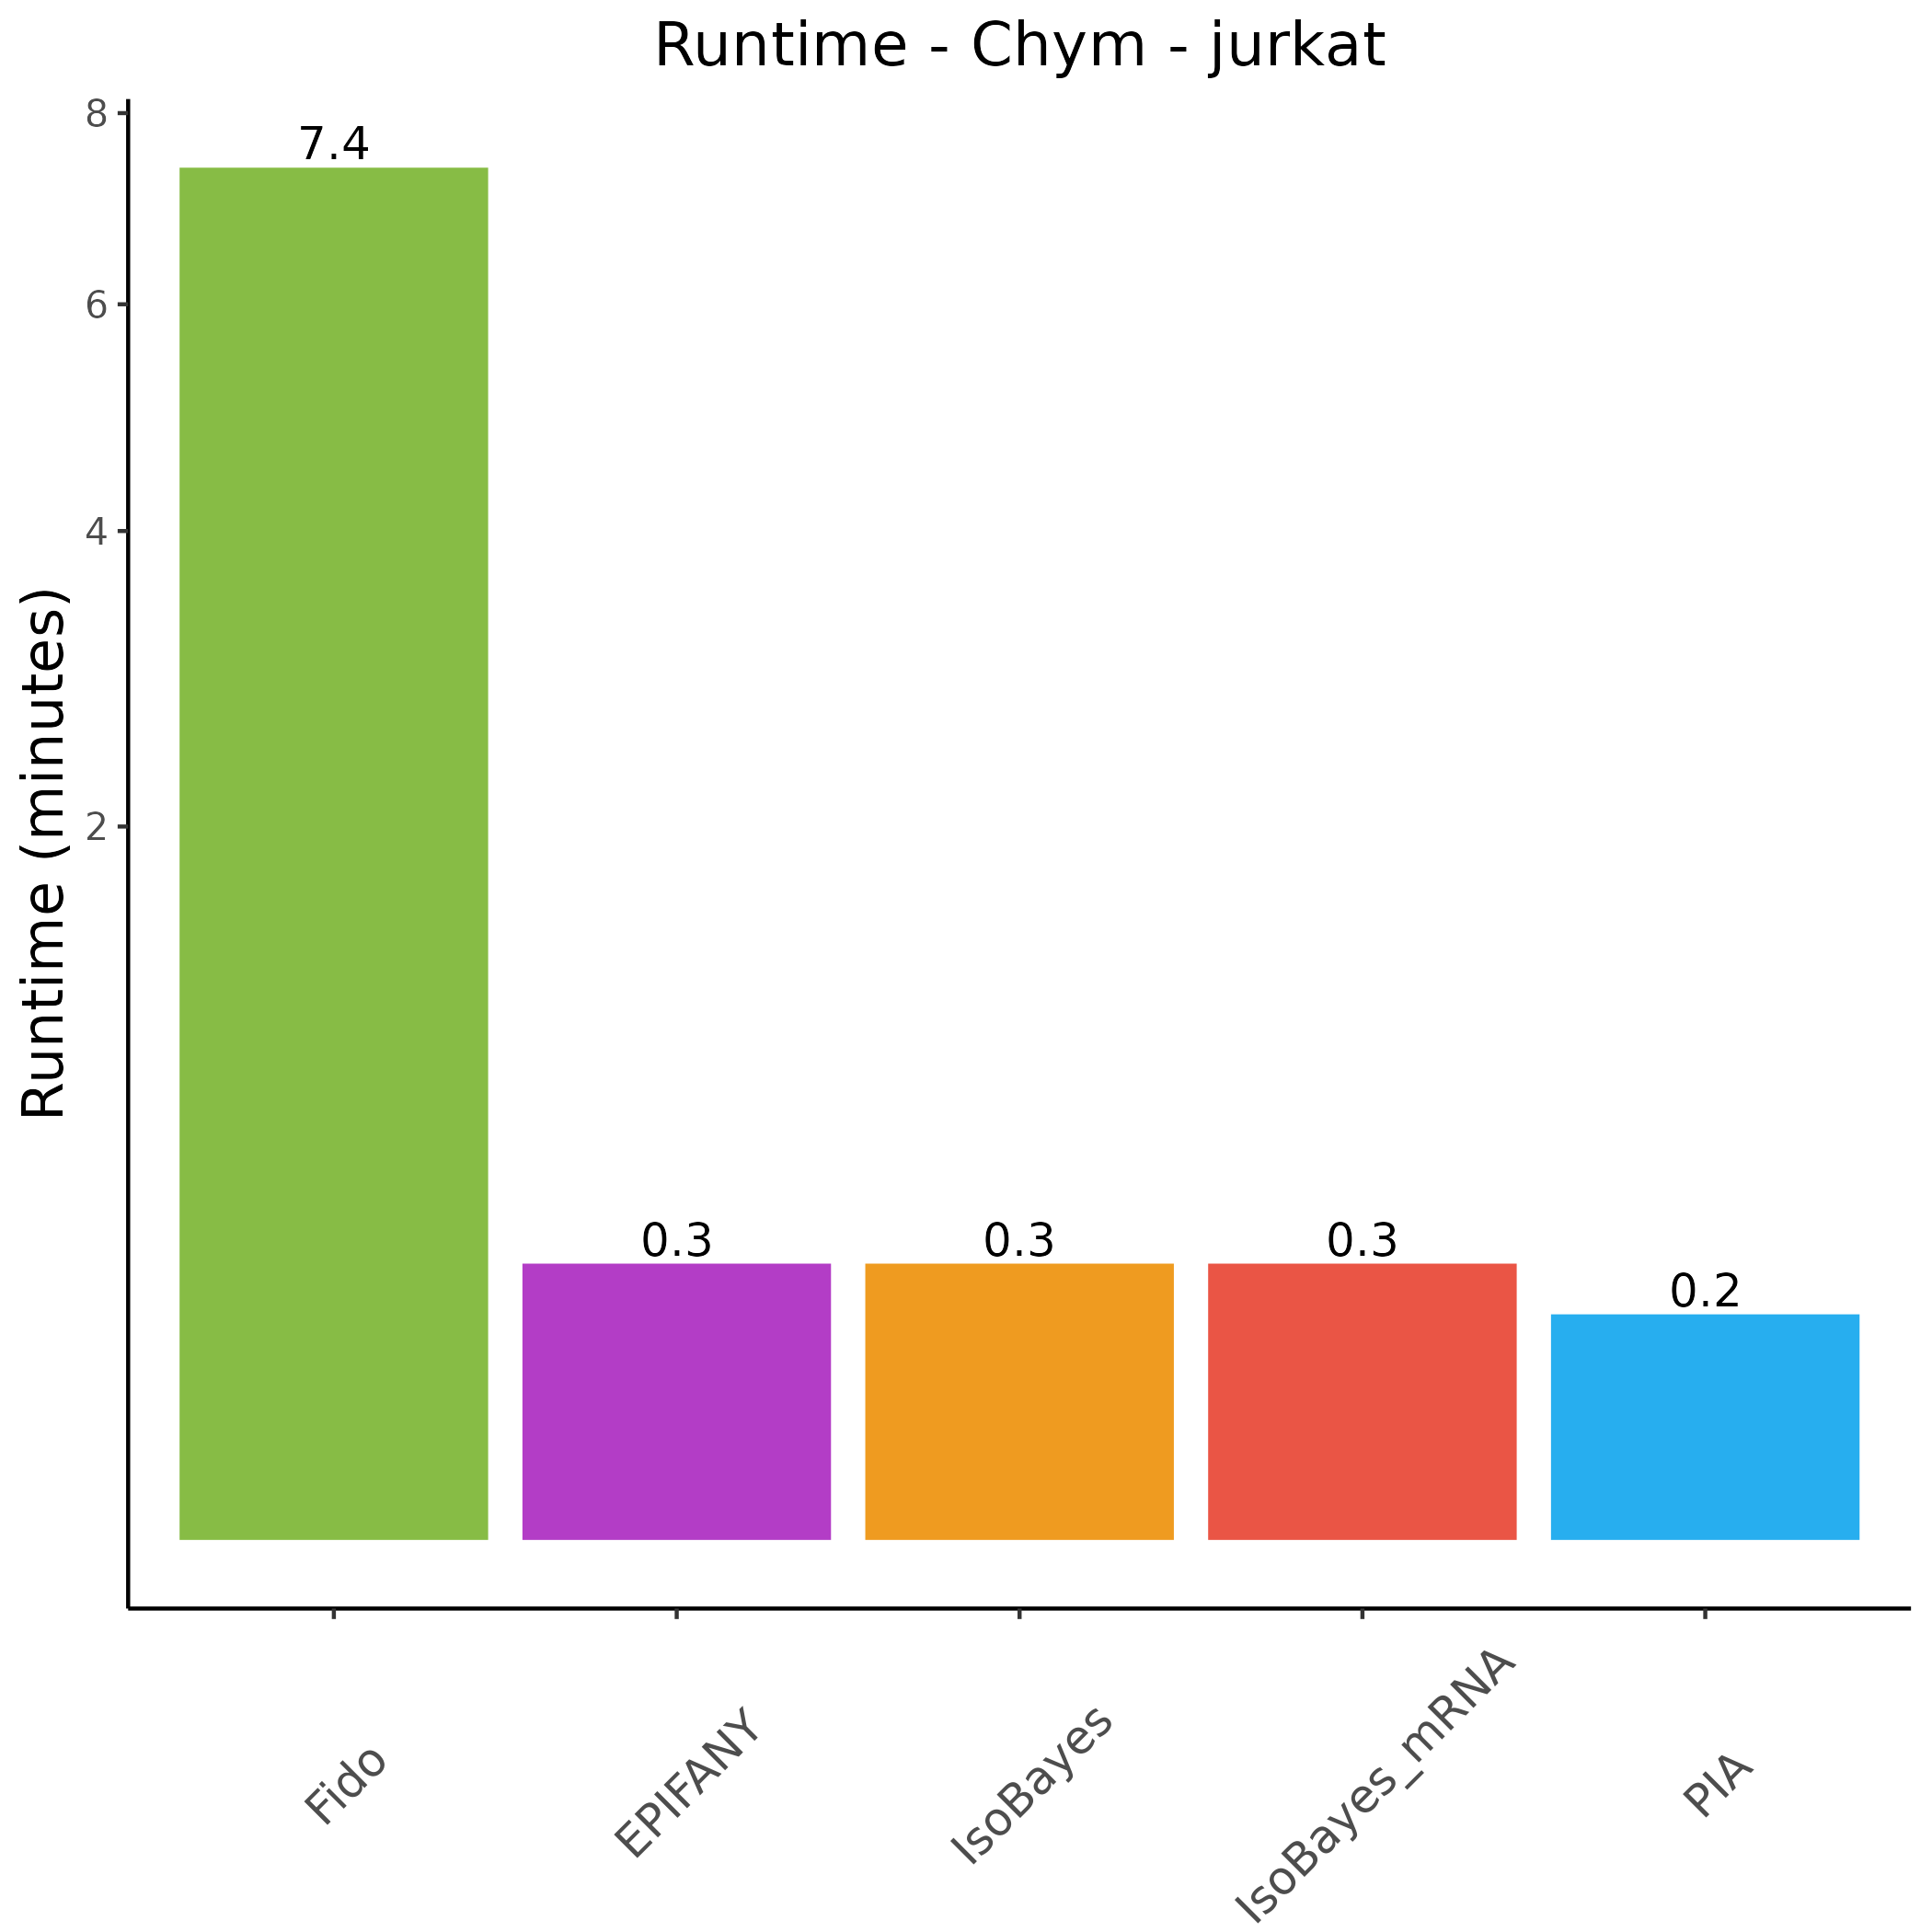 Runtime - Chym - jurkat
Runtime (minutes)
8
6
4
2
7.4
0.3
0.3
0.3
0.2
Fido
EPIFANY
IsoBayes
IsoBayes_mRNA
PIA